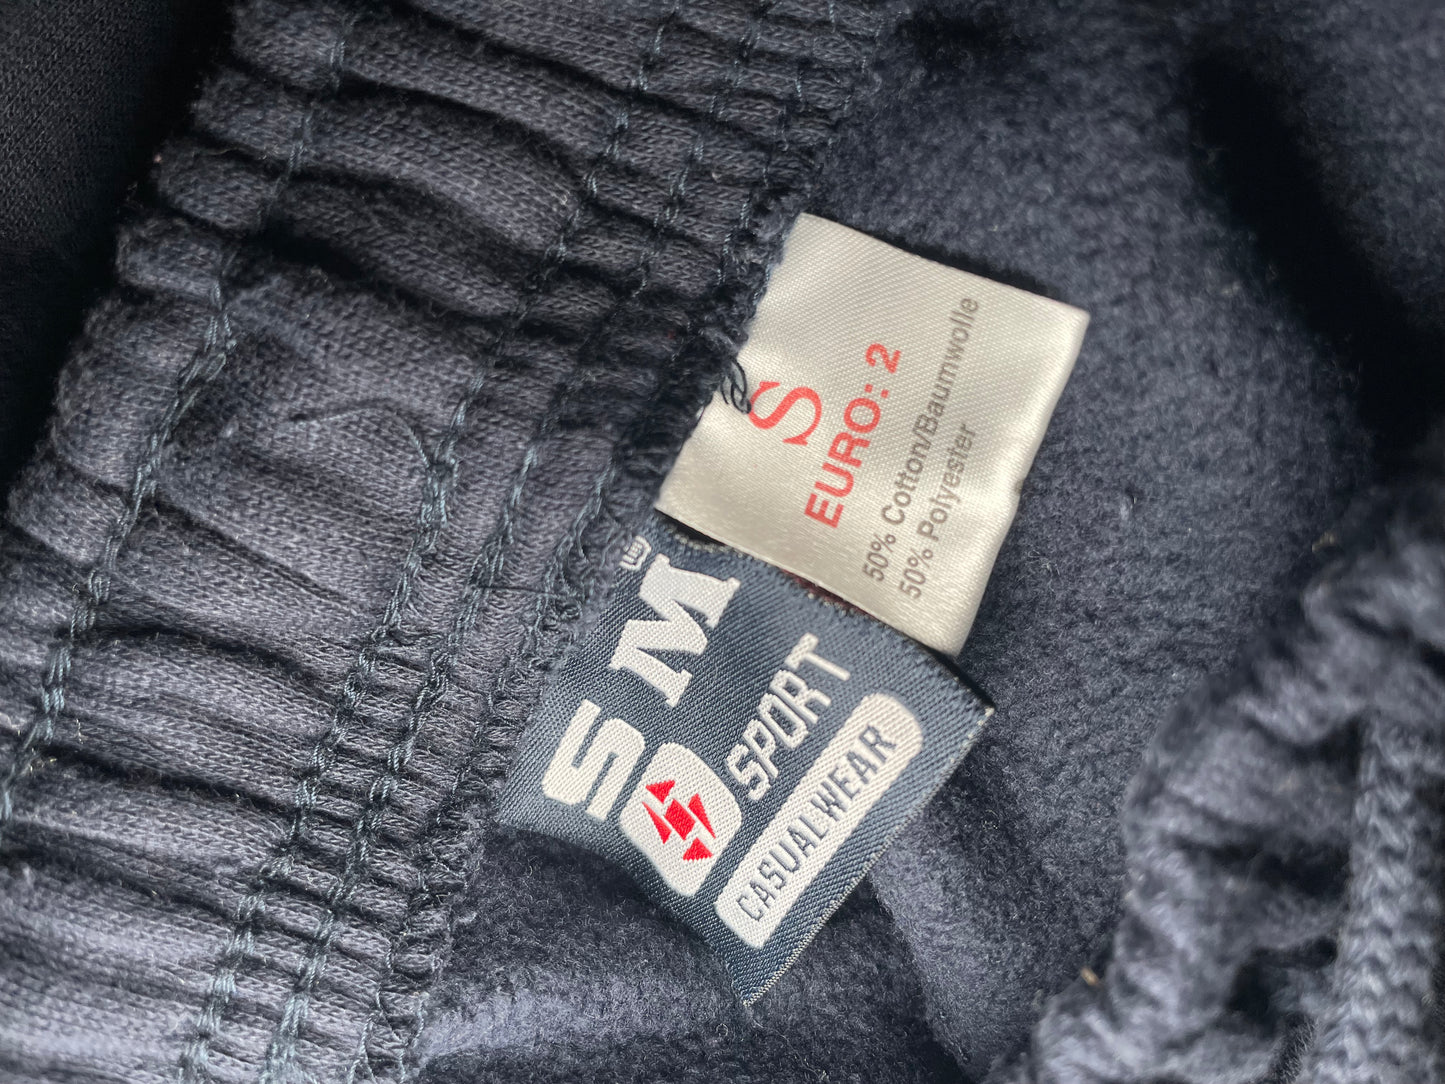 S
EURO: 2
50% Cotton/Baumwolle
50% Polyester
SM
SPORT
CASUAL WEAR